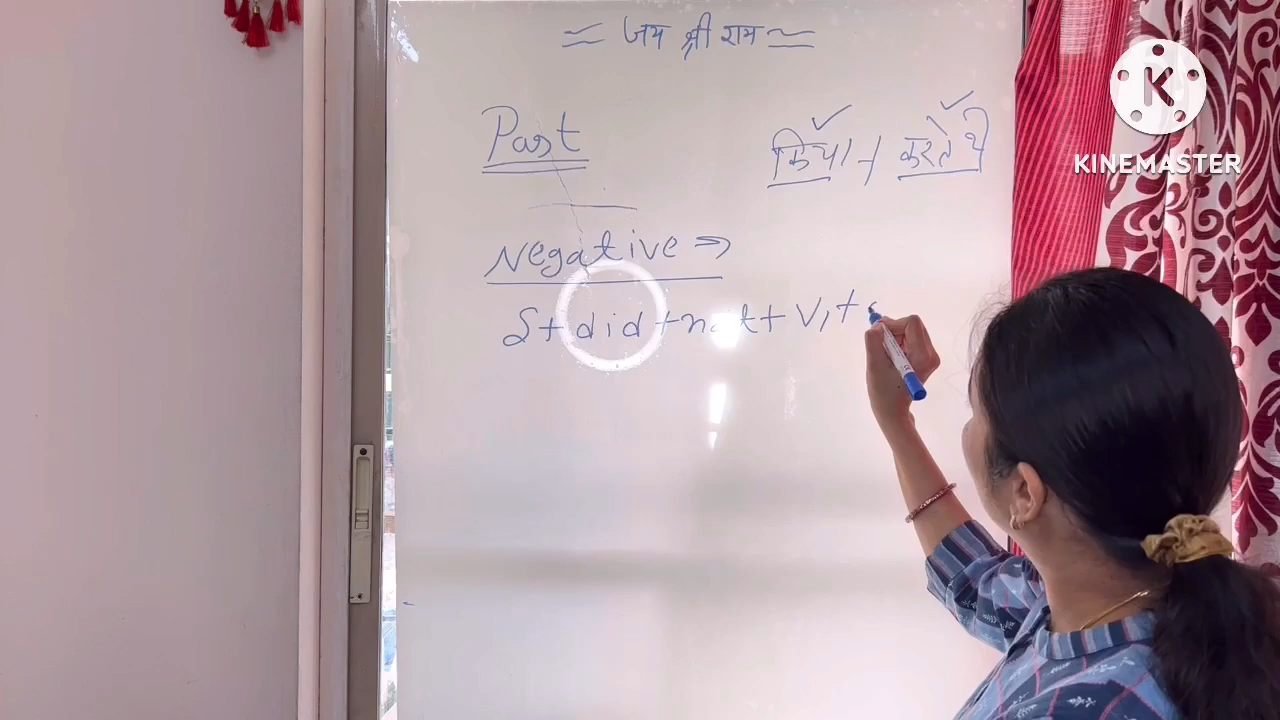 = जय श्री राम =
Past
किया / करते थे
Negative ⇒
S + did + not + V1 +
KINEMASTER